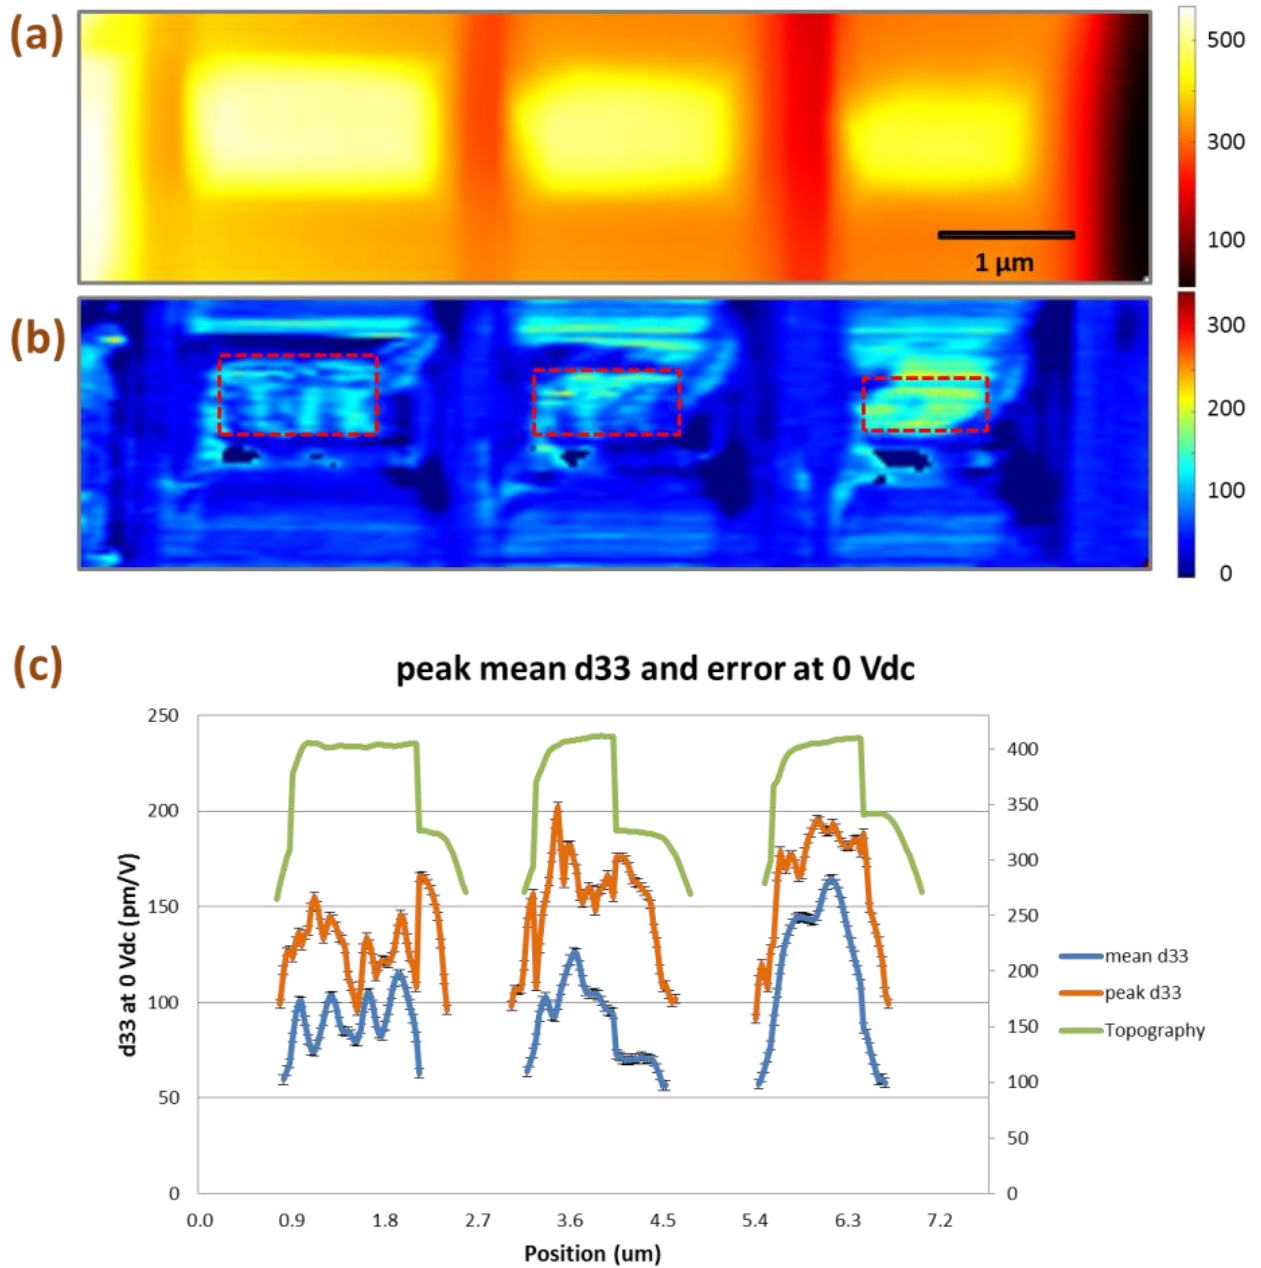 (a)
500
300
100
1 μm
(b)
300
200
100
0
(c)
peak mean d33 and error at 0 Vdc
250
200
150
100
50
0
d33 at 0 Vdc (pm/V)
400
350
300
250
200
150
100
50
0
mean d33
peak d33
Topography
0.0 0.9 1.8 2.7 3.6 4.5 5.4 6.3 7.2
Position (um)